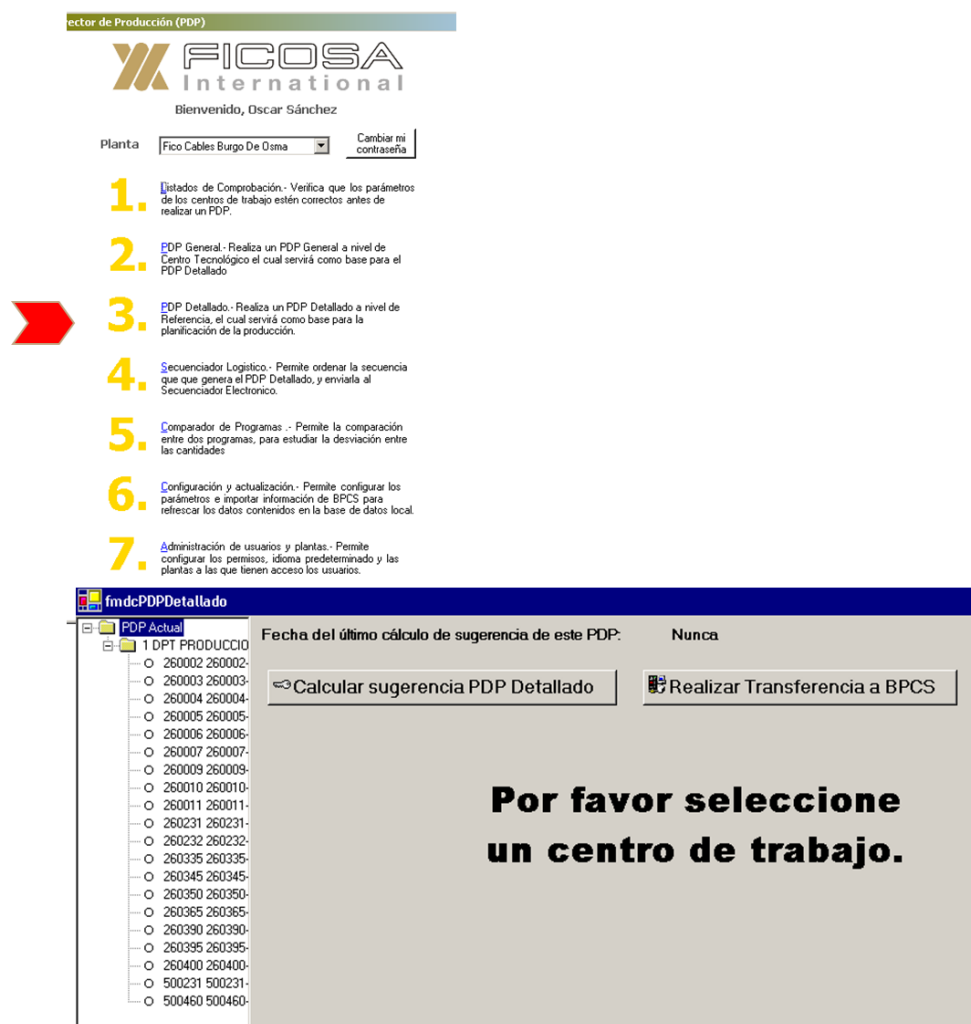 ector de Producción (PDP)
FICOSA
International
Bienvenido, Oscar Sánchez
Planta
Fico Cables Burgo De Osma
Cambiar mi
contraseña
1.
Listados de Comprobación.- Verifica que los parámetros
de los centros de trabajo estén correctos antes de
realizar un PDP.
2.
PDP General.- Realiza un PDP General a nivel de
Centro Tecnológico el cual servirá como base para el
PDP Detallado
3.
PDP Detallado.- Realiza un PDP Detallado a nivel de
Referencia, el cual servirá como base para la
planificación de la producción.
4.
Secuenciador Logistico.- Permite ordenar la secuencia
que que genera el PDP Detallado, y enviarla al
Secuenciador Electronico.
5.
Comparador de Programas .- Permite la comparación
entre dos programas, para estudiar la desviación entre
las cantidades
6.
Configuración y actualización.- Permite configurar los
parámetros e importar información de BPCS para
refrescar los datos contenidos en la base de datos local.
7.
Administración de usuarios y plantas.- Permite
configurar los permisos, idioma predeterminado y las
plantas a las que tienen acceso los usuarios.
fmdcPDPDetallado
PDP Actual
1 DPT PRODUCCIO
260002 260002-
260003 260003-
260004 260004-
260005 260005-
260006 260006-
260007 260007-
260009 260009-
260010 260010-
260011 260011-
260231 260231-
260232 260232-
260335 260335-
260345 260345-
260350 260350-
260365 260365-
260390 260390-
260395 260395-
260400 260400-
500231 500231-
500460 500460-
Fecha del último cálculo de sugerencia de este PDP: Nunca
Calcular sugerencia PDP Detallado
Realizar Transferencia a BPCS
Por favor seleccione
un centro de trabajo.